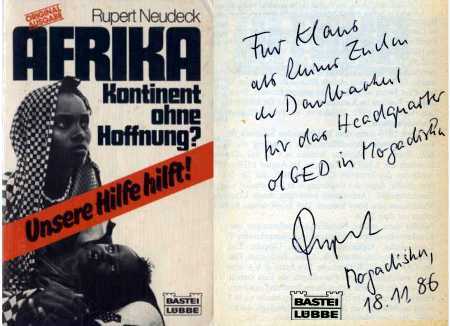 ORIGINAL
AUSGABE
Rupert Neudeck
AFRIKA
Kontinent
ohne
Hoffnung?
Unsere Hilfe hilft!
BASTEI
LÜBBE
Für Klaus
als kleines Zeichen
der Dankbarkeit
für das Headquarter
of GED in Mogadishu
Rupert
Mogadishu,
18.11.86
BASTEI
LÜBBE